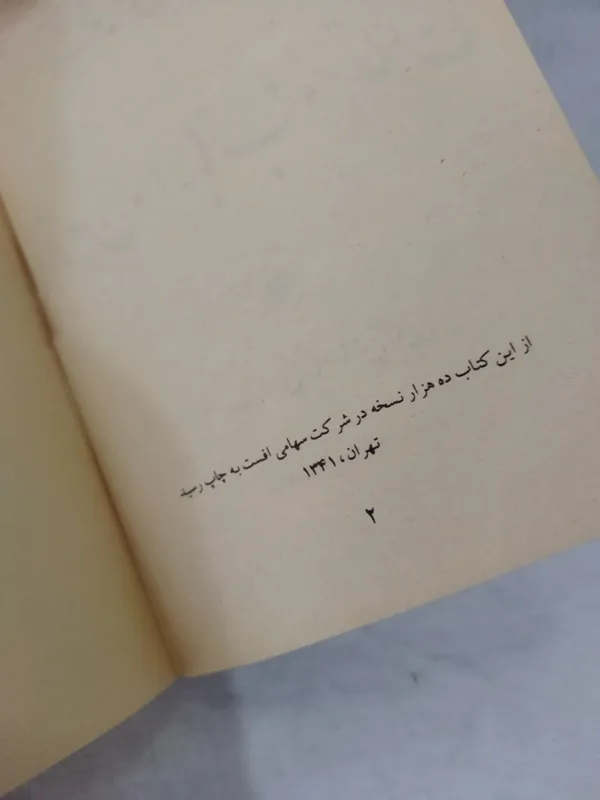 از این کتاب ده هزار نسخه در شرکت سهامی افست به چاپ رسید
تهران، ۱۳۴۱
۲